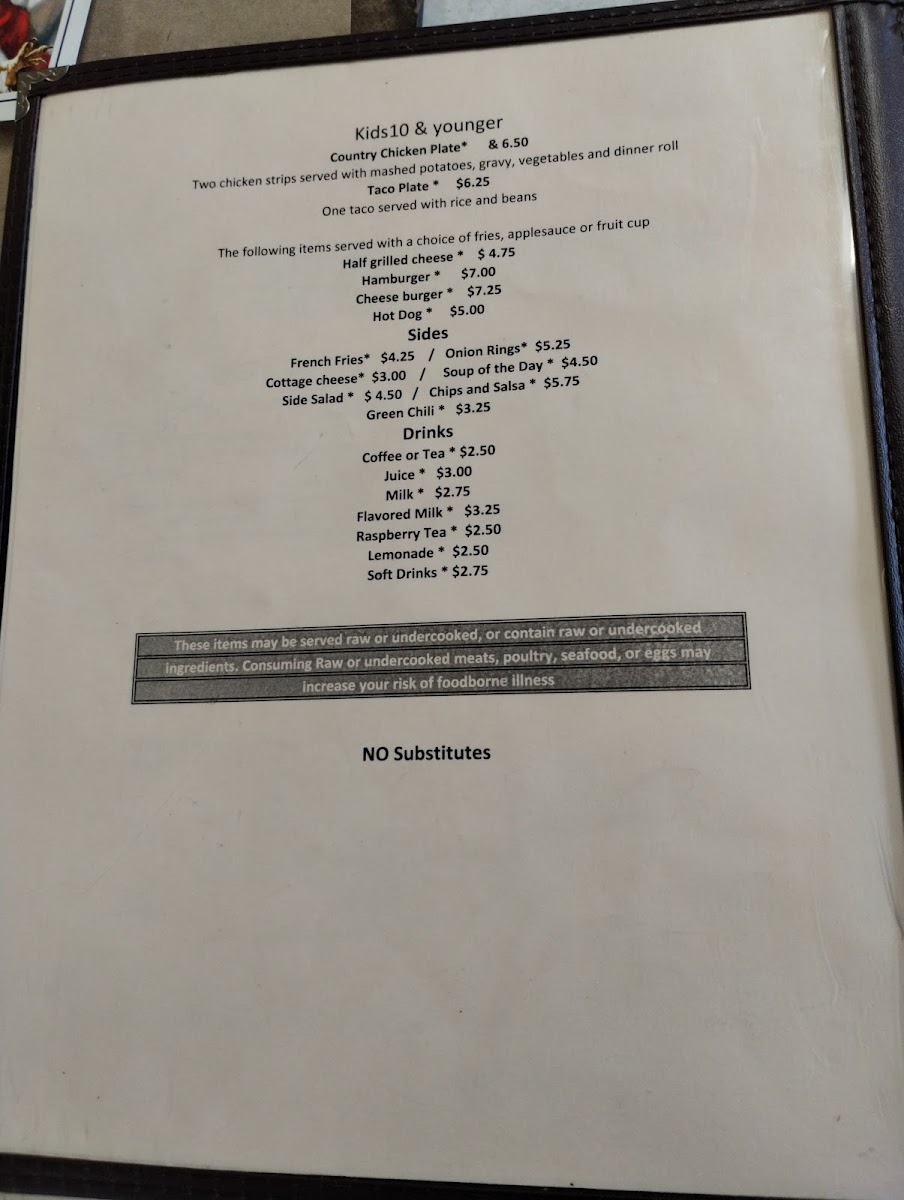 Kids10 & younger
Country Chicken Plate* & 6.50
Two chicken strips served with mashed potatoes, gravy, vegetables and dinner roll
Taco Plate * $6.25
One taco served with rice and beans
The following items served with a choice of fries, applesauce or fruit cup
Half grilled cheese * $ 4.75
Hamburger * $7.00
Cheese burger * $7.25
Hot Dog * $5.00
Sides
French Fries* $4.25 / Onion Rings* $5.25
Cottage cheese* $3.00 / Soup of the Day * $4.50
Side Salad * $ 4.50 / Chips and Salsa * $5.75
Green Chili * $3.25
Drinks
Coffee or Tea * $2.50
Juice * $3.00
Milk * $2.75
Flavored Milk * $3.25
Raspberry Tea * $2.50
Lemonade * $2.50
Soft Drinks * $2.75
These items may be served raw or undercooked, or contain raw or undercooked
ingredients. Consuming Raw or undercooked meats, poultry, seafood, or eggs may
increase your risk of foodborne illness
NO Substitutes